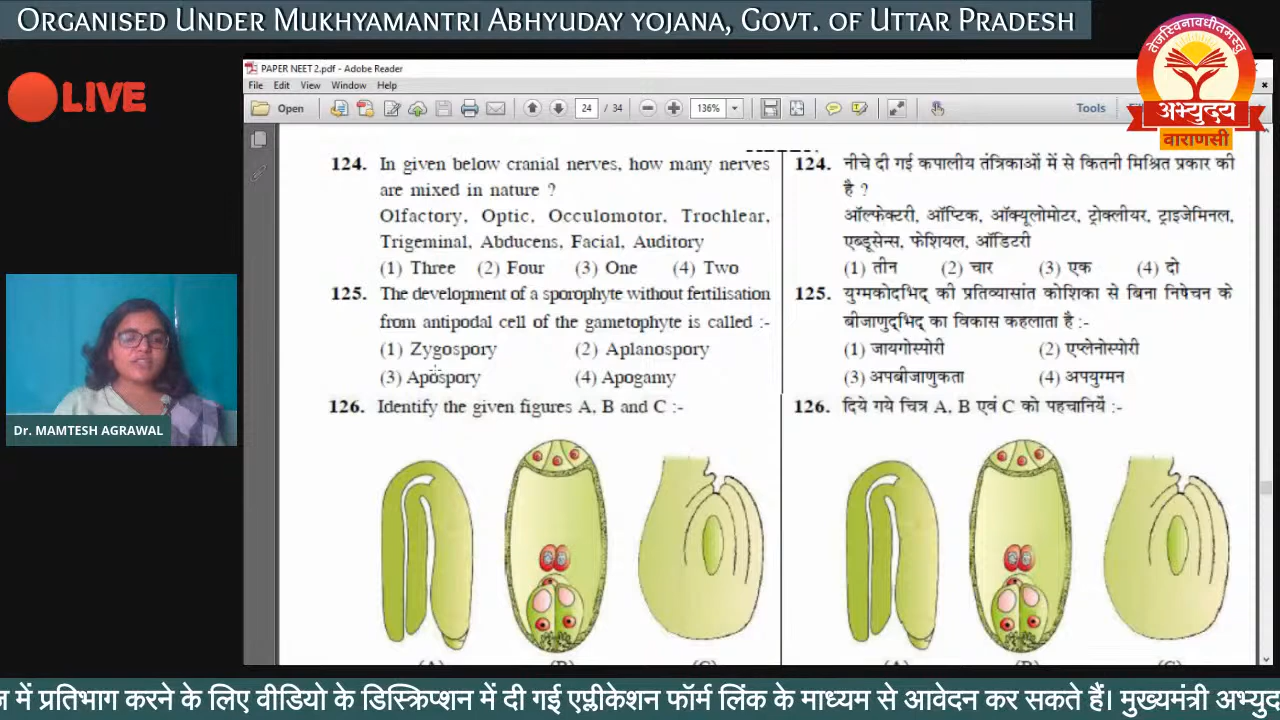 ORGANISED UNDER MUKHYAMANTRI ABHYUDAY YOJANA, GOVT. OF UTTAR PRADESH
तेजस्विनावधीतमस्तु
अभ्युदय
वाराणसी
LIVE
PAPER NEET 2.pdf - Adobe Reader
File Edit View Window Help
Open 24 / 34 136% Tools
124. In given below cranial nerves, how many nerves
are mixed in nature ?
Olfactory, Optic, Occulomotor, Trochlear,
Trigeminal, Abducens, Facial, Auditory
(1) Three (2) Four (3) One (4) Two
125. The development of a sporophyte without fertilisation
from antipodal cell of the gametophyte is called :-
(1) Zygospory (2) Aplanospory
(3) Apospory (4) Apogamy
126. Identify the given figures A, B and C :-
124. नीचे दी गई कपालीय तंत्रिकाओं में से कितनी मिश्रित प्रकार की
है ?
ऑल्फेक्टरी, ऑप्टिक, ऑक्यूलोमोटर, ट्रोक्लीयर, ट्राइजेमिनल,
एब्डूसेन्स, फेशियल, ऑडिटरी
(1) तीन (2) चार (3) एक (4) दो
125. युग्मकोदभिद् की प्रतिव्यासांत कोशिका से बिना निषेचन के
बीजाणुद्भिद् का विकास कहलाता है :-
(1) जायगोस्पोरी (2) एप्लेनोस्पोरी
(3) अपबीजाणुकता (4) अपयुग्मन
126. दिये गये चित्र A, B एवं C को पहचानियें :-
Dr. MAMTESH AGRAWAL
में प्रतिभाग करने के लिए वीडियो के डिस्क्रिप्शन में दी गई एप्लीकेशन फॉर्म लिंक के माध्यम से आवेदन कर सकते हैं। मुख्यमंत्री